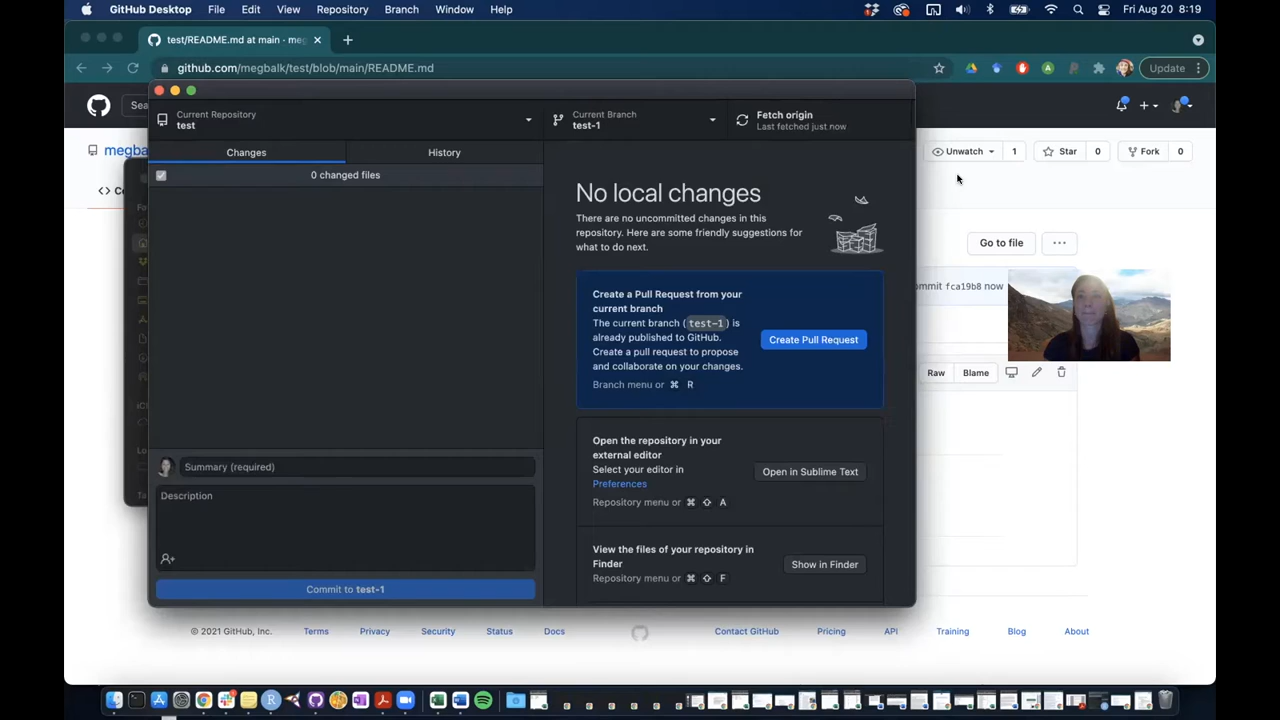 GitHub Desktop File Edit View Repository Branch Window Help Fri Aug 20 8:19
test/README.md at main · meg
github.com/megbalk/test/blob/main/README.md Update
Sea
Current Repository
test
Current Branch
test-1
Fetch origin
Last fetched just now
megba
Unwatch 1 Star 0 Fork 0
Changes History
0 changed files
<> Co
No local changes
There are no uncommitted changes in this
repository. Here are some friendly suggestions for
what to do next.
Go to file ...
ommit fca19b8 now
Create a Pull Request from your
current branch
The current branch ( test-1 ) is
already published to GitHub.
Create a pull request to propose
and collaborate on your changes.
Branch menu or ⌘ R
Create Pull Request
Raw Blame
Open the repository in your
external editor
Select your editor in
Preferences
Repository menu or ⌘ ⇧ A
Open in Sublime Text
Summary (required)
Description
View the files of your repository in
Finder
Repository menu or ⌘ ⇧ F
Show in Finder
Commit to test-1
© 2021 GitHub, Inc. Terms Privacy Security Status Docs Contact GitHub Pricing API Training Blog About